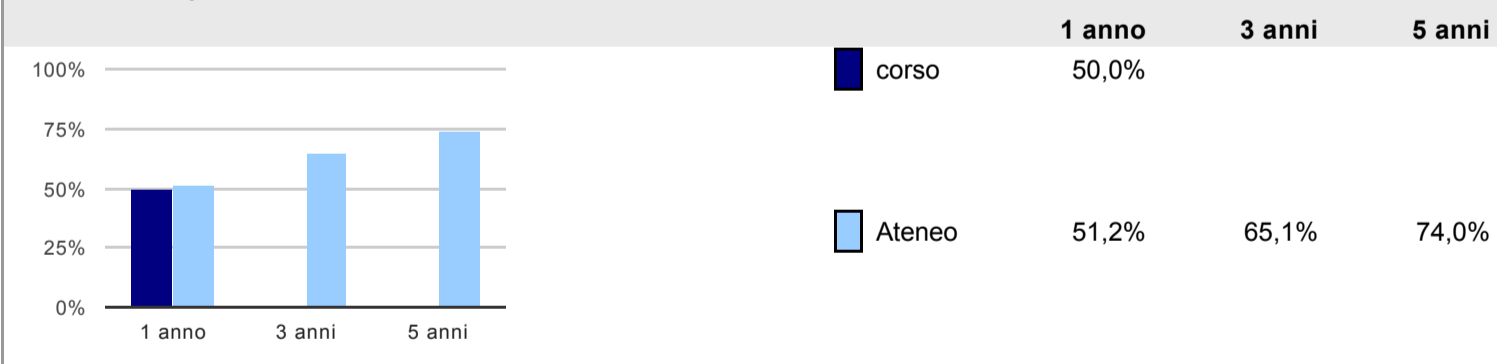 1 anno 3 anni 5 anni
100%
75%
50%
25%
0%
1 anno 3 anni 5 anni
corso 50,0%
Ateneo 51,2% 65,1% 74,0%